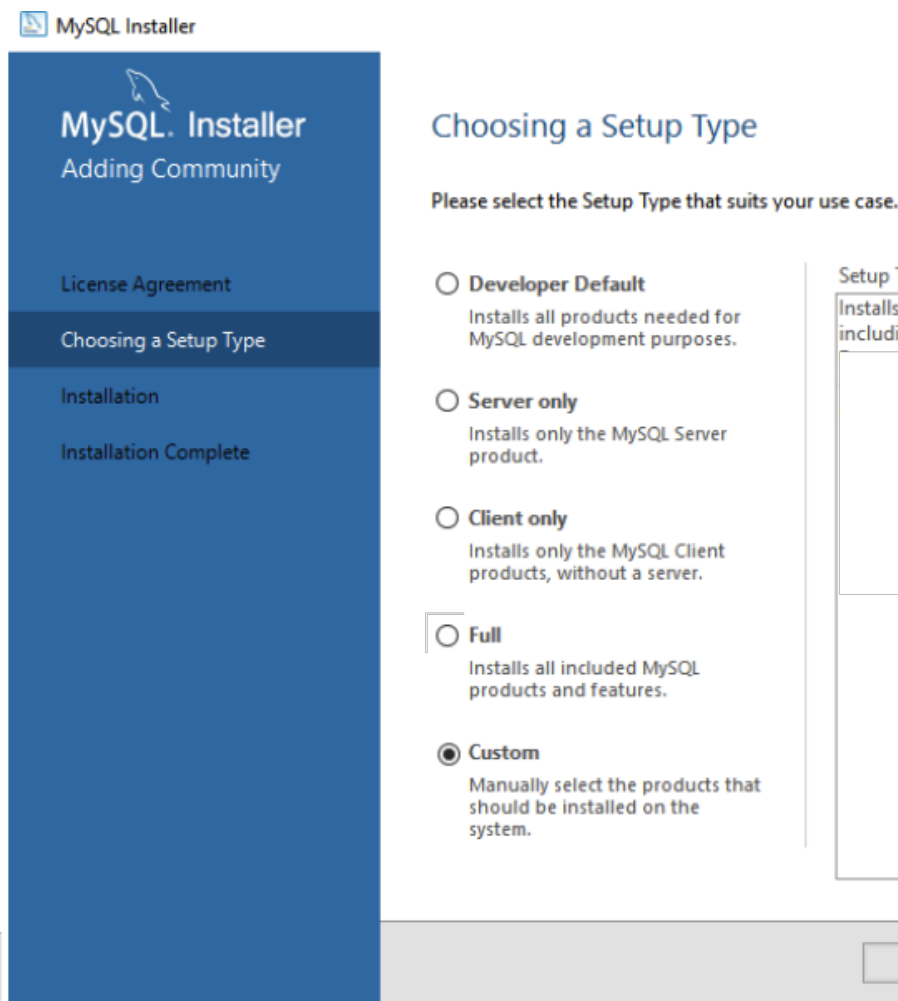 MySQL Installer
MySQL. Installer
Adding Community
License Agreement
Choosing a Setup Type
Installation
Installation Complete
Choosing a Setup Type
Please select the Setup Type that suits your use case.
Developer Default
Installs all products needed for
MySQL development purposes.
Server only
Installs only the MySQL Server
product.
Client only
Installs only the MySQL Client
products, without a server.
Full
Installs all included MySQL
products and features.
Custom
Manually select the products that
should be installed on the
system.
Setup
Installs